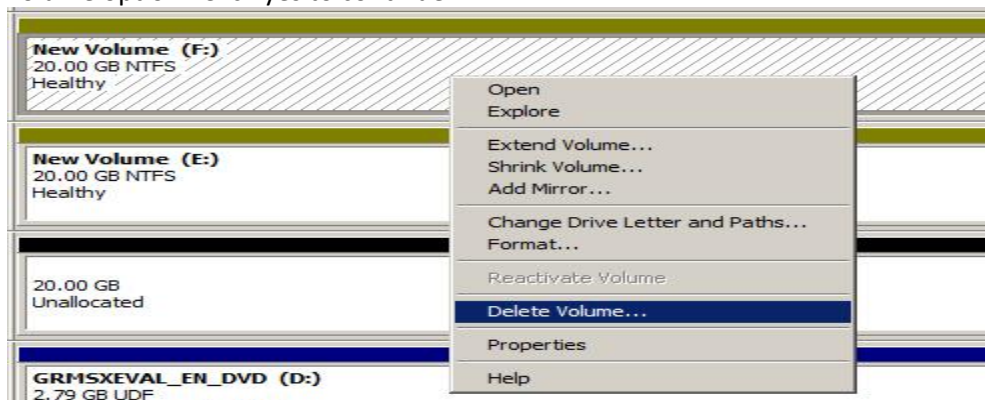 New Volume (F:)
20.00 GB NTFS
Healthy
Open
Explore
Extend Volume...
Shrink Volume...
Add Mirror...
Change Drive Letter and Paths...
Format...
Reactivate Volume
Delete Volume...
Properties
Help
New Volume (E:)
20.00 GB NTFS
Healthy
20.00 GB
Unallocated
GRMSXEVAL_EN_DVD (D:)
2.79 GB UDF